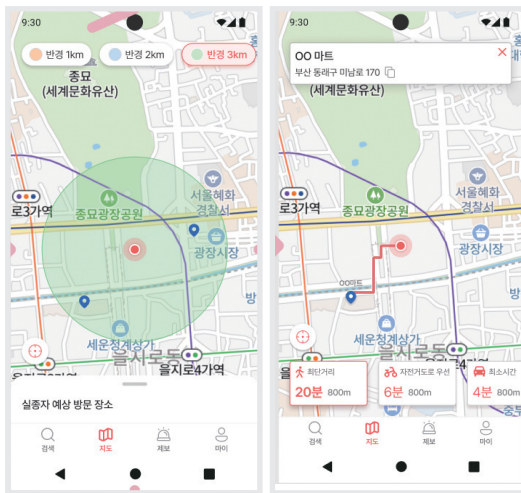 9:30
반경 1km
반경 2km
반경 3km
종묘
(세계문화유산)
서울혜화
경찰서
로3가역
종묘광장공원
광장시장
방
세운청계상가
을지로동
을지로4가역
실종자 예상 방문 장소
검색
지도
제보
마이
9:30
OO 마트
부산 동래구 미남로 170
(세계문화유산)
서울혜화
경찰서
로3가역
종묘광장공원
광장시장
OO마트
방
세운청계상가
을지로동
최단거리
20분 800m
자전거도로 우선
6분 800m
최소시간
4분 800m
중부
검색
지도
제보
마이